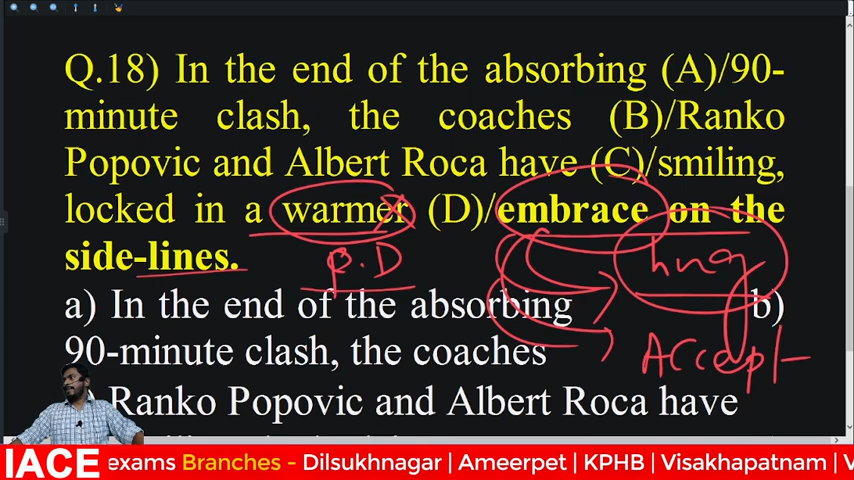 Q.18) In the end of the absorbing (A)/90-
minute clash, the coaches (B)/Ranko
Popovic and Albert Roca have (C)/smiling,
locked in a warmer (D)/embrace on the
side-lines.
P.D
hug
Accept
a) In the end of the absorbing b)
90-minute clash, the coaches
Ranko Popovic and Albert Roca have
IACE exams Branches - Dilsukhnagar | Ameerpet | KPHB | Visakhapatnam | V